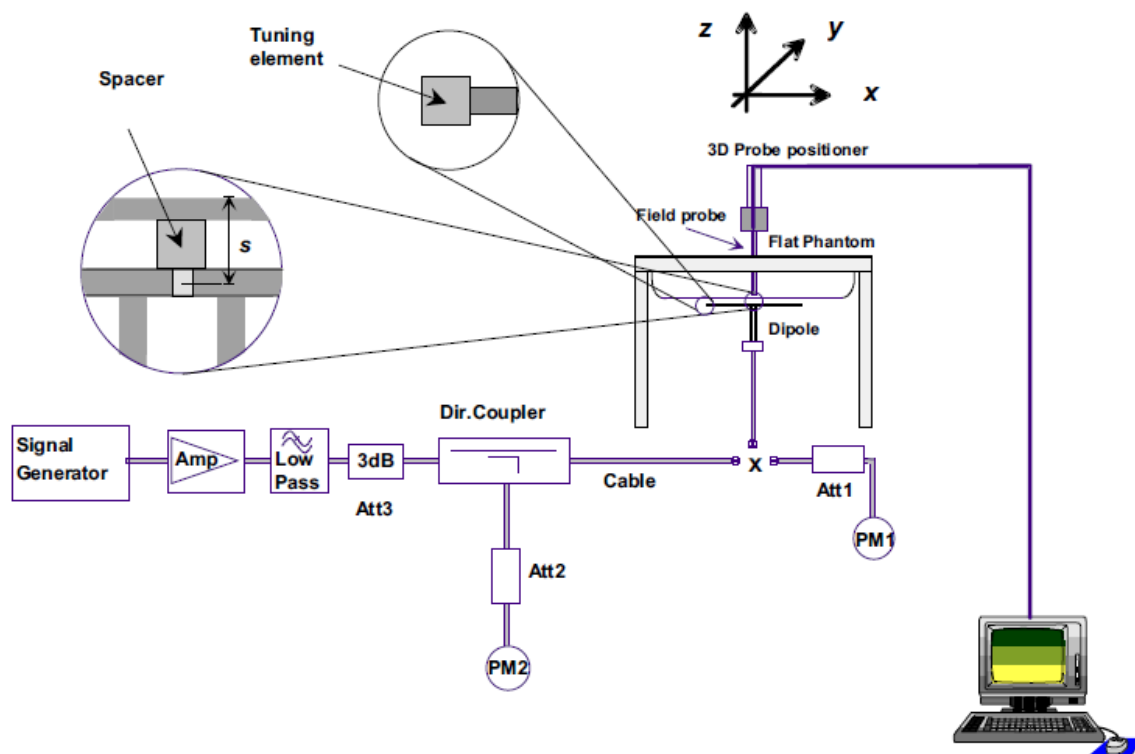 Tuning
element
z
y
x
Spacer
3D Probe positioner
Field probe
Flat Phantom
s
Dipole
Dir.Coupler
Signal
Generator
Amp
Low
Pass
3dB
Att3
Cable
x
Att1
PM1
Att2
PM2